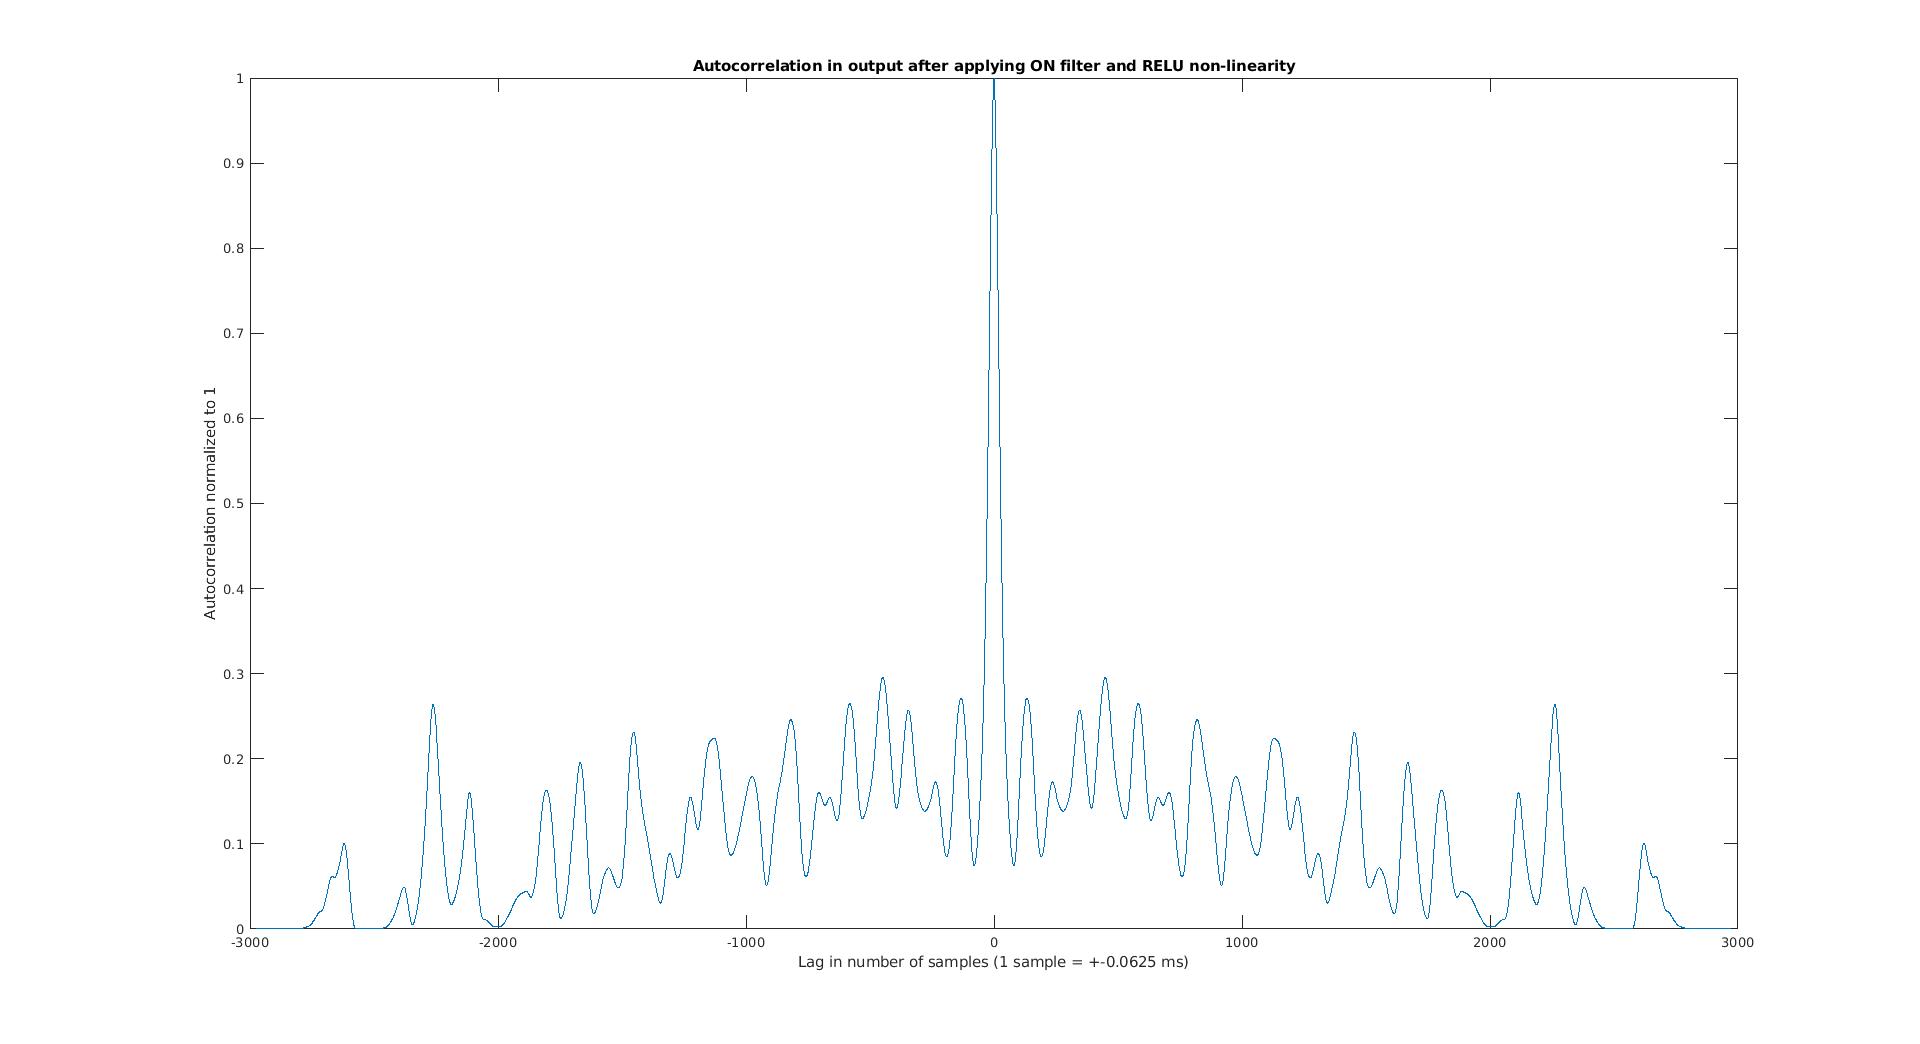 Autocorrelation in output after applying ON filter and RELU non-linearity
1
0.9
0.8
0.7
0.6
0.5
0.4
0.3
0.2
0.1
0
Autocorrelation normalized to 1
-3000 -2000 -1000 0 1000 2000 3000
Lag in number of samples (1 sample = +-0.0625 ms)